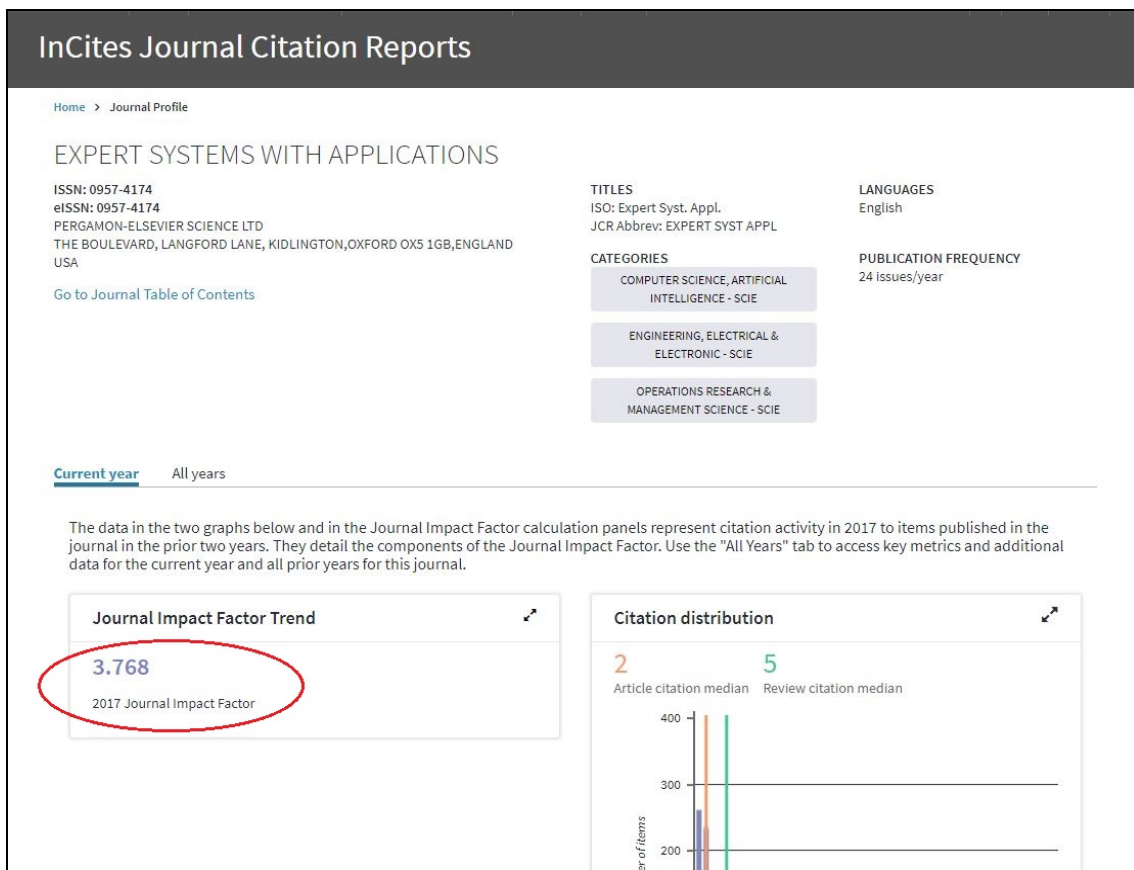 InCites Journal Citation Reports
Home > Journal Profile
EXPERT SYSTEMS WITH APPLICATIONS
ISSN: 0957-4174
eISSN: 0957-4174
PERGAMON-ELSEVIER SCIENCE LTD
THE BOULEVARD, LANGFORD LANE, KIDLINGTON,OXFORD OX5 1GB,ENGLAND
USA
Go to Journal Table of Contents
TITLES
ISO: Expert Syst. Appl.
JCR Abbrev: EXPERT SYST APPL
CATEGORIES
COMPUTER SCIENCE, ARTIFICIAL
INTELLIGENCE - SCIE
ENGINEERING, ELECTRICAL &
ELECTRONIC - SCIE
OPERATIONS RESEARCH &
MANAGEMENT SCIENCE - SCIE
LANGUAGES
English
PUBLICATION FREQUENCY
24 issues/year
Current year All years
The data in the two graphs below and in the Journal Impact Factor calculation panels represent citation activity in 2017 to items published in the
journal in the prior two years. They detail the components of the Journal Impact Factor. Use the "All Years" tab to access key metrics and additional
data for the current year and all prior years for this journal.
Journal Impact Factor Trend
3.768
2017 Journal Impact Factor
Citation distribution
2 5
Article citation median Review citation median
400
300
200
of items